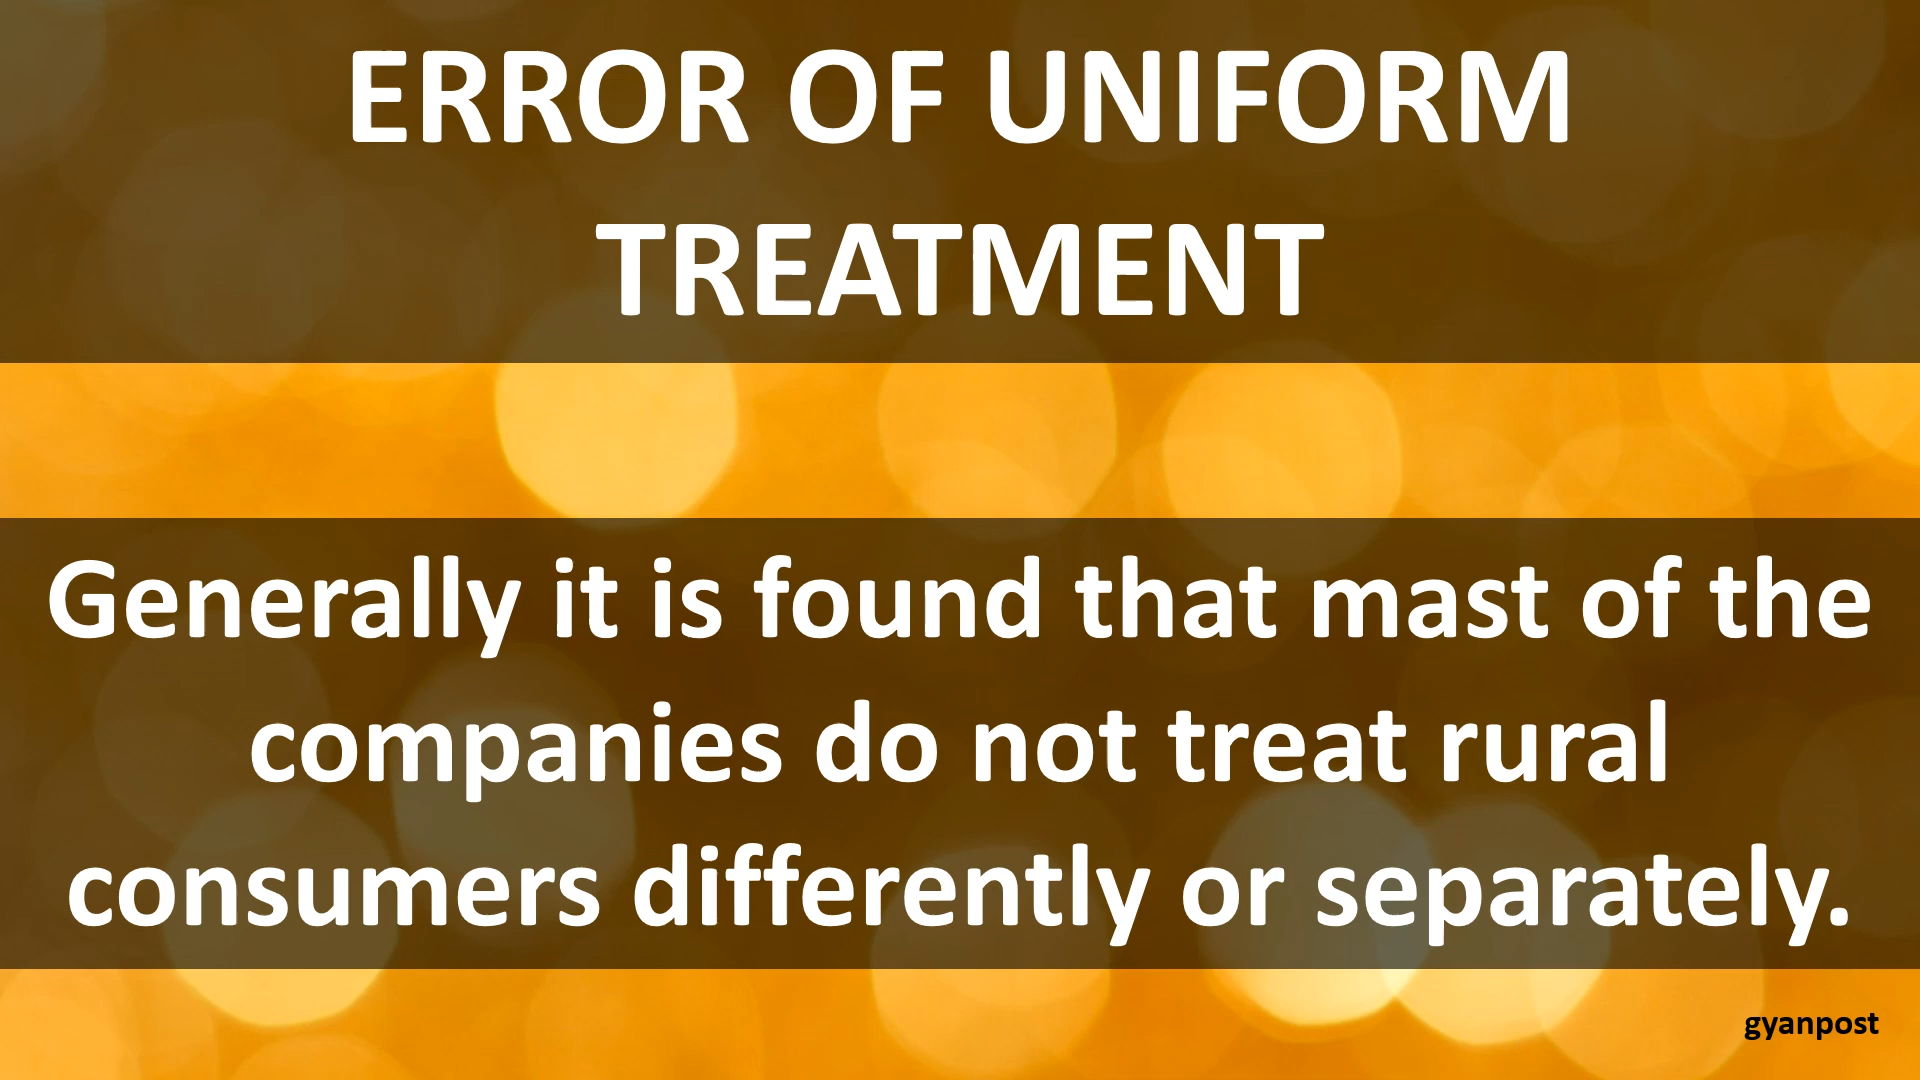 ERROR OF UNIFORM
TREATMENT
Generally it is found that mast of the
companies do not treat rural
consumers differently or separately.
gyanpost